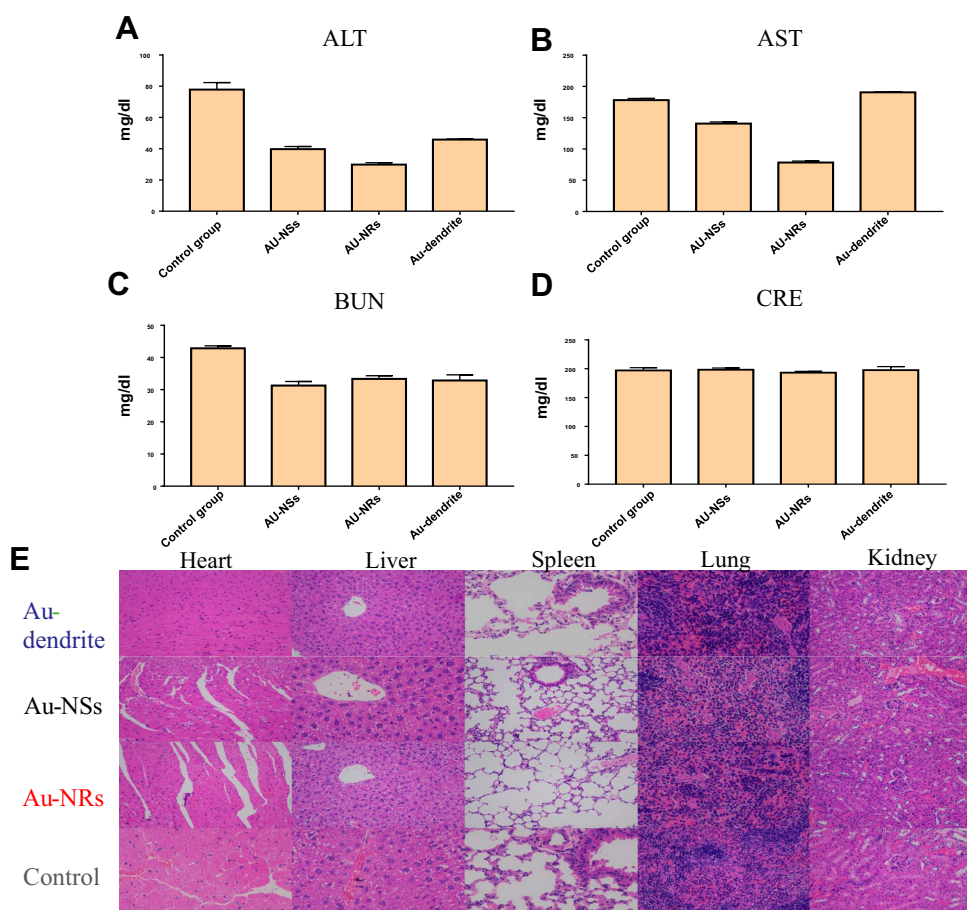 A
ALT
mg/dl
100
80
60
40
20
0
Control group
AU-NSs
AU-NRs
Au-dendrite
B
AST
mg/dl
250
200
150
100
50
0
Control group
AU-NSs
AU-NRs
Au-dendrite
C
BUN
mg/dl
50
40
30
20
10
0
Control group
AU-NSs
AU-NRs
Au-dendrite
D
CRE
mg/dl
250
200
150
100
50
0
Control group
AU-NSs
AU-NRs
Au-dendrite
E
Heart Liver Spleen Lung Kidney
Au-
dendrite
Au-NSs
Au-NRs
Control